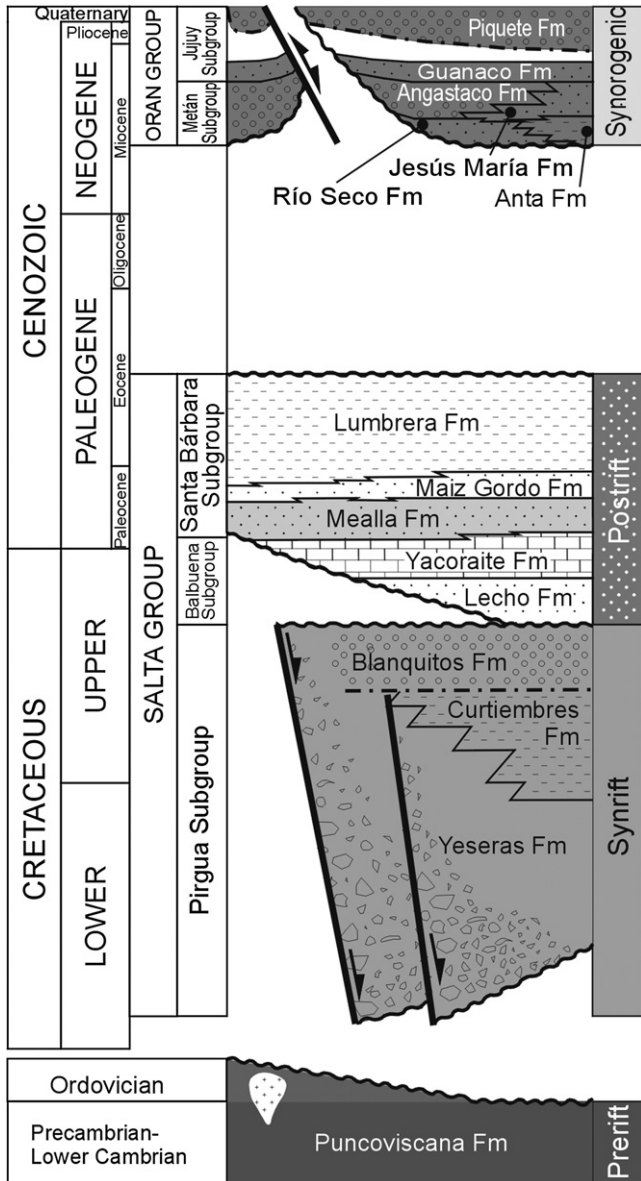 Quaternary
Pliocene
Miocene
Oligocene
Eocene
Paleocene
NEOGENE
PALEOGENE
CENOZOIC
UPPER
LOWER
CRETACEOUS
Ordovician
Precambrian-
Lower Cambrian
ORAN GROUP
Jujuy
Subgroup
Metán
Subgroup
SALTA GROUP
Santa Bárbara
Subgroup
Balbuena
Subgroup
Pirgua Subgroup
Piquete Fm
Guanaco Fm
Angastaco Fm
Jesús María Fm
Río Seco Fm
Anta Fm
Lumbrera Fm
Maiz Gordo Fm
Mealla Fm
Yacoraite Fm
Lecho Fm
Blanquitos Fm
Curtiembres
Fm
Yeseras Fm
Puncoviscana Fm
Synorogenic
Postrift
Synrift
Prerift